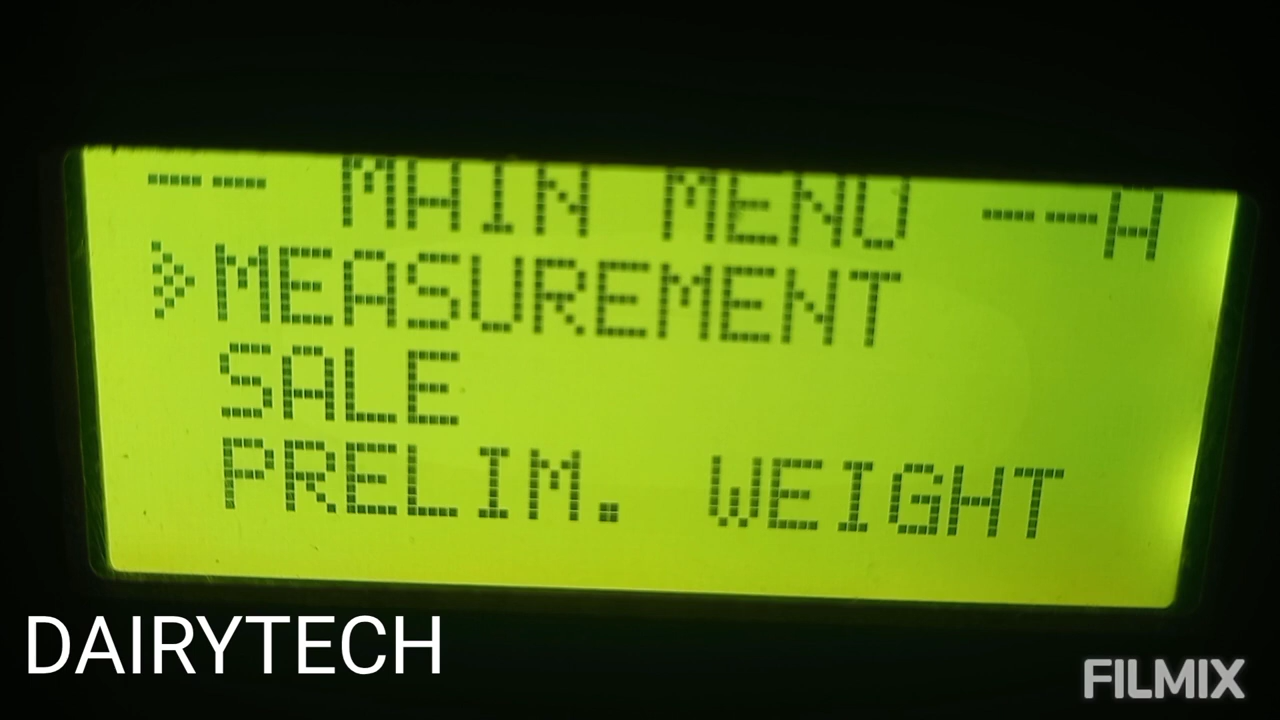 -- MAIN MENU --H
MEASUREMENT
SALE
PRELIM. WEIGHT
DAIRYTECH
FILMIX